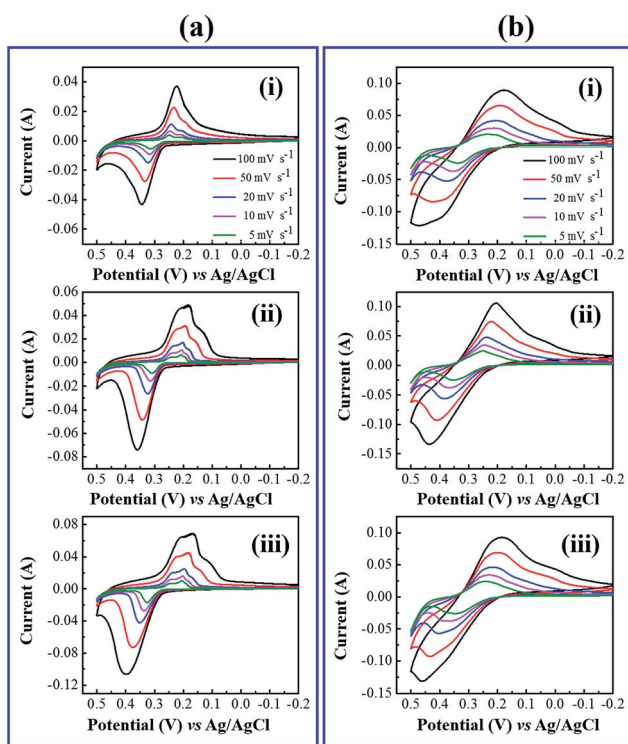 (a)
(i)
Current (A)
0.04
0.02
0.00
-0.02
-0.04
-0.06
100 mV s-1
50 mV s-1
20 mV s-1
10 mV s-1
5 mV s-1
0.5 0.4 0.3 0.2 0.1 0.0 -0.1 -0.2
Potential (V) vs Ag/AgCl
(ii)
Current (A)
0.06
0.04
0.02
0.00
-0.02
-0.04
-0.06
-0.08
0.5 0.4 0.3 0.2 0.1 0.0 -0.1 -0.2
Potential (V) vs Ag/AgCl
(iii)
Current (A)
0.08
0.04
0.00
-0.04
-0.08
-0.12
0.5 0.4 0.3 0.2 0.1 0.0 -0.1 -0.2
Potential (V) vs Ag/AgCl
(b)
(i)
Current (A)
0.10
0.05
0.00
-0.05
-0.10
-0.15
100 mV s-1
50 mV s-1
20 mV s-1
10 mV s-1
5 mV s-1
0.5 0.4 0.3 0.2 0.1 0.0 -0.1 -0.2
Potential (V) vs Ag/AgCl
(ii)
Current (A)
0.10
0.05
0.00
-0.05
-0.10
-0.15
0.5 0.4 0.3 0.2 0.1 0.0 -0.1 -0.2
Potential (V) vs Ag/AgCl
(iii)
Current (A)
0.10
0.05
0.00
-0.05
-0.10
-0.15
0.5 0.4 0.3 0.2 0.1 0.0 -0.1 -0.2
Potential (V) vs Ag/AgCl